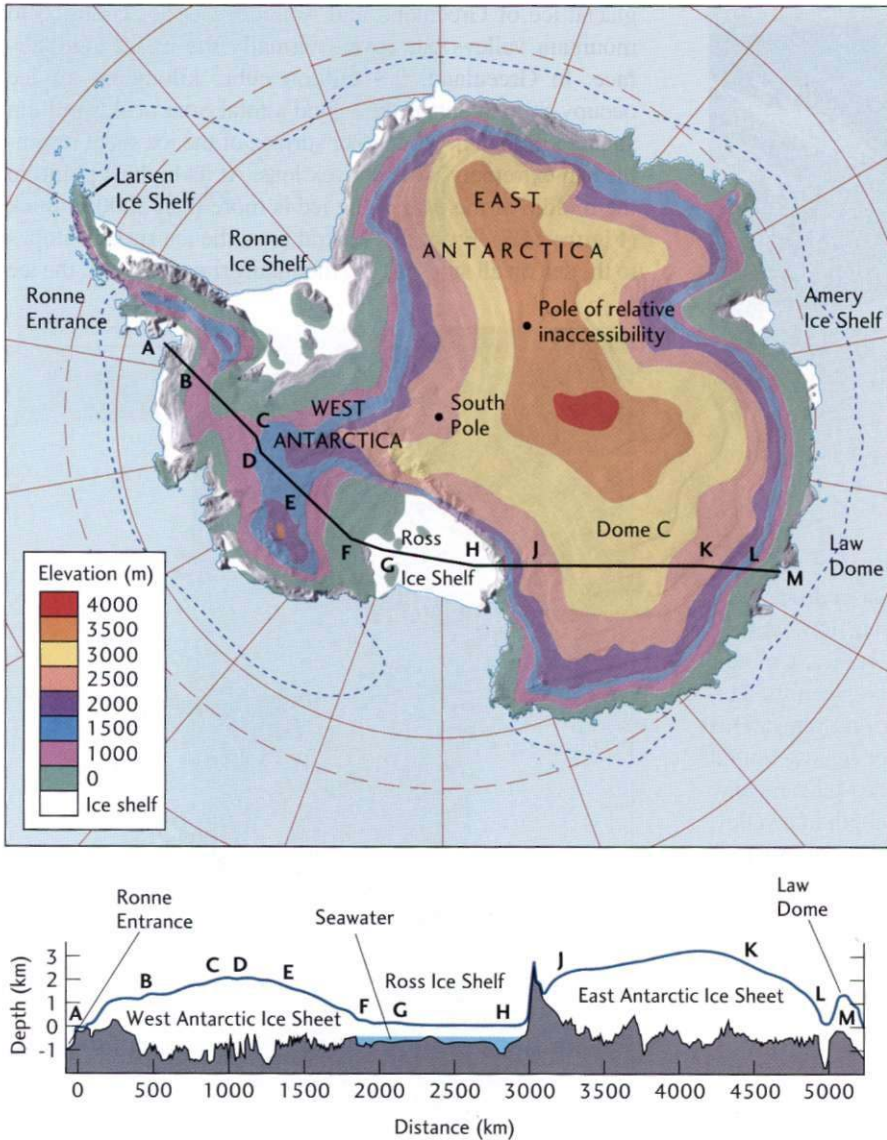 Larsen
Ice Shelf
Ronne
Ice Shelf
Ronne
Entrance
EAST
ANTARCTICA
Pole of relative
inaccessibility
Amery
Ice Shelf
A
B
C
D
E
WEST
ANTARCTICA
South
Pole
Dome C
F
G
Ross
Ice Shelf
H
J
K
L
M
Law
Dome
Elevation (m)
4000
3500
3000
2500
2000
1500
1000
0
Ice shelf
Ronne
Entrance
Seawater
Law
Dome
Depth (km)
3
2
1
0
-1
A
B
C
D
E
F
G
Ross Ice Shelf
H
J
K
L
M
West Antarctic Ice Sheet
East Antarctic Ice Sheet
0 500 1000 1500 2000 2500 3000 3500 4000 4500 5000
Distance (km)